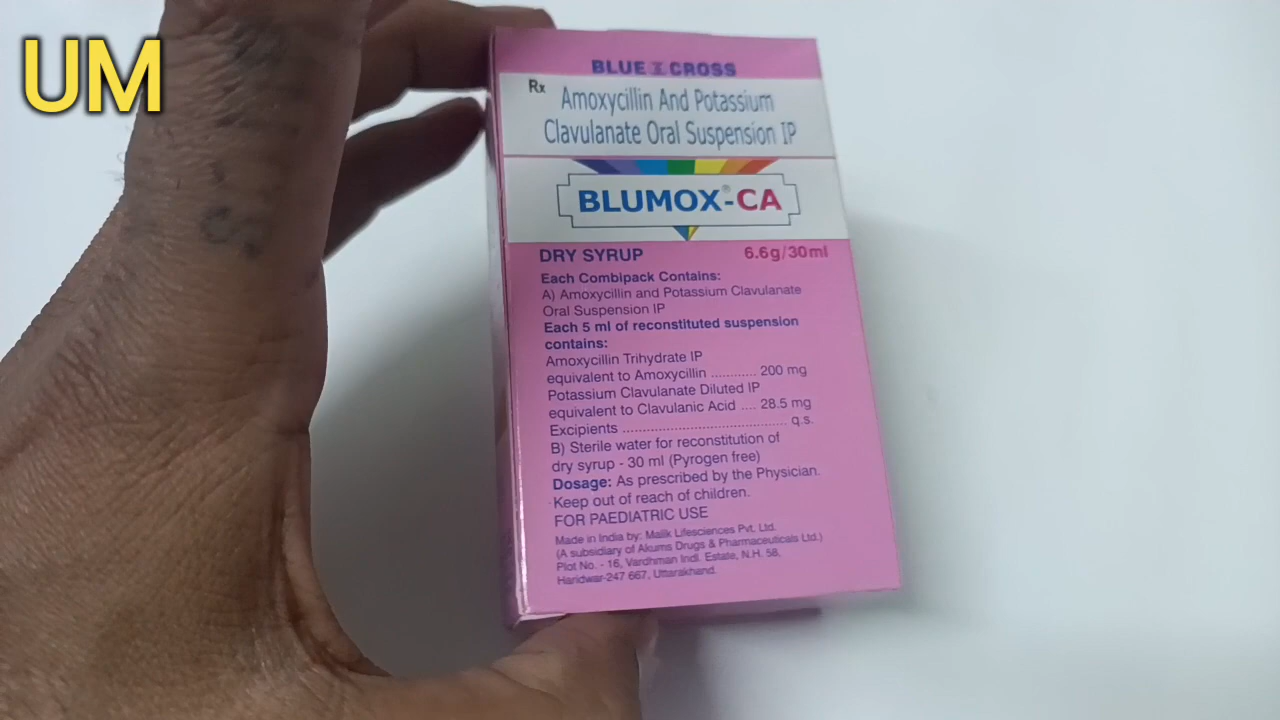 UM
BLUE CROSS
Rx
Amoxycillin And Potassium
Clavulanate Oral Suspension IP
BLUMOX®-CA
DRY SYRUP 6.6g/30ml
Each Combipack Contains:
A) Amoxycillin and Potassium Clavulanate
Oral Suspension IP
Each 5 ml of reconstituted suspension
contains:
Amoxycillin Trihydrate IP
equivalent to Amoxycillin ............ 200 mg
Potassium Clavulanate Diluted IP
equivalent to Clavulanic Acid .... 28.5 mg
Excipients .......................................... q.s.
B) Sterile water for reconstitution of
dry syrup - 30 ml (Pyrogen free)
Dosage: As prescribed by the Physician.
Keep out of reach of children.
FOR PAEDIATRIC USE
Made in India by: Malik Lifesciences Pvt. Ltd.
(A subsidiary of Akums Drugs & Pharmaceuticals Ltd.)
Plot No. - 16, Vardhman Indl. Estate, N.H. 58,
Haridwar-247 667, Uttarakhand.